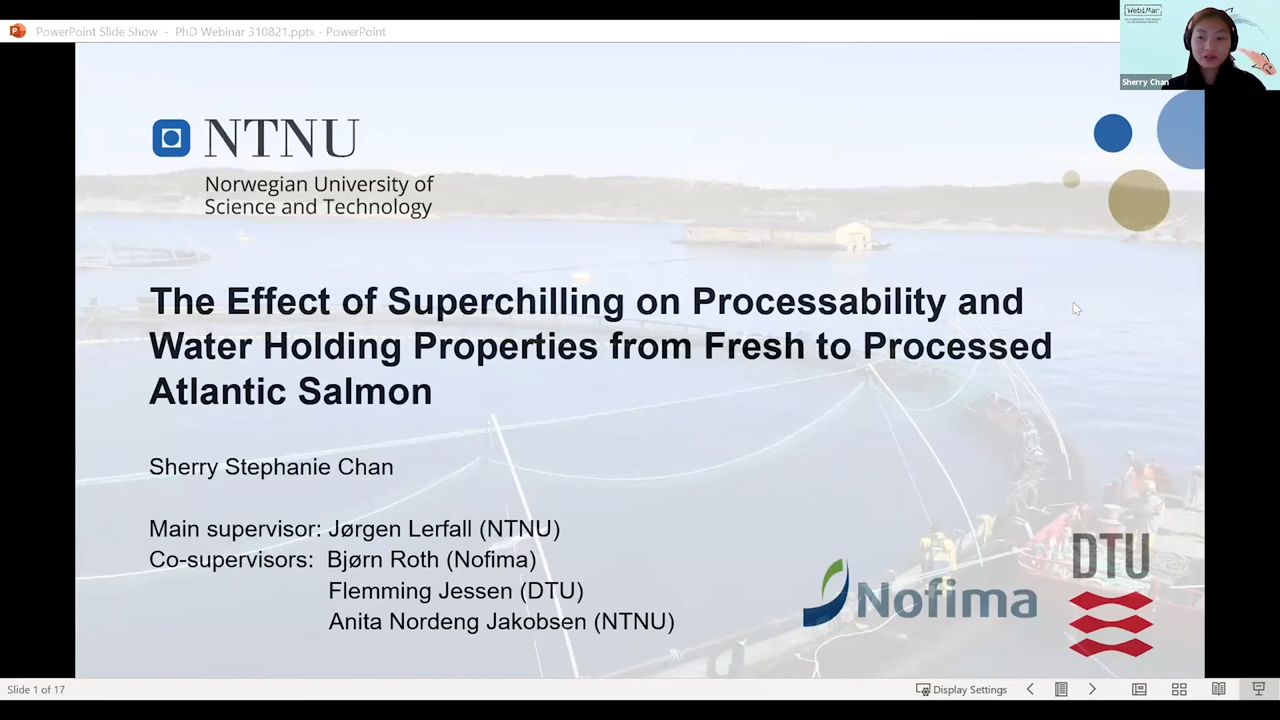 PowerPoint Slide Show - PhD Webinar 310821.pptx - PowerPoint
WebiMar
Sherry Chan
NTNU
Norwegian University of
Science and Technology
The Effect of Superchilling on Processability and
Water Holding Properties from Fresh to Processed
Atlantic Salmon
Sherry Stephanie Chan
Main supervisor: Jørgen Lerfall (NTNU)
Co-supervisors: Bjørn Roth (Nofima)
Flemming Jessen (DTU)
Anita Nordeng Jakobsen (NTNU)
Nofima
DTU
Slide 1 of 17
Display Settings